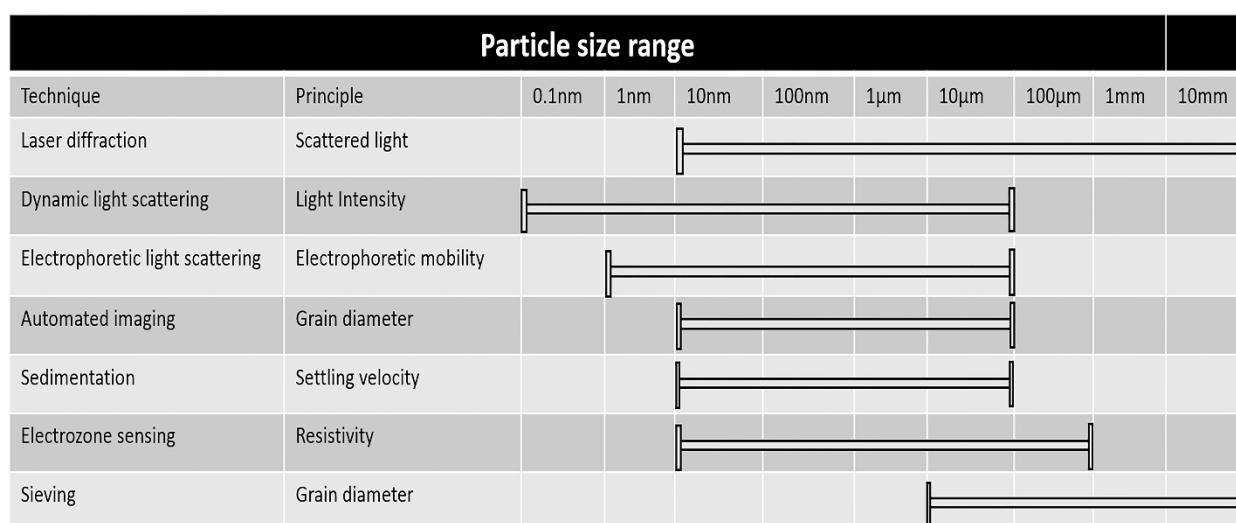 Particle size range
Technique Principle 0.1nm 1nm 10nm 100nm 1µm 10µm 100µm 1mm 10mm
Laser diffraction Scattered light
Dynamic light scattering Light Intensity
Electrophoretic light scattering Electrophoretic mobility
Automated imaging Grain diameter
Sedimentation Settling velocity
Electrozone sensing Resistivity
Sieving Grain diameter